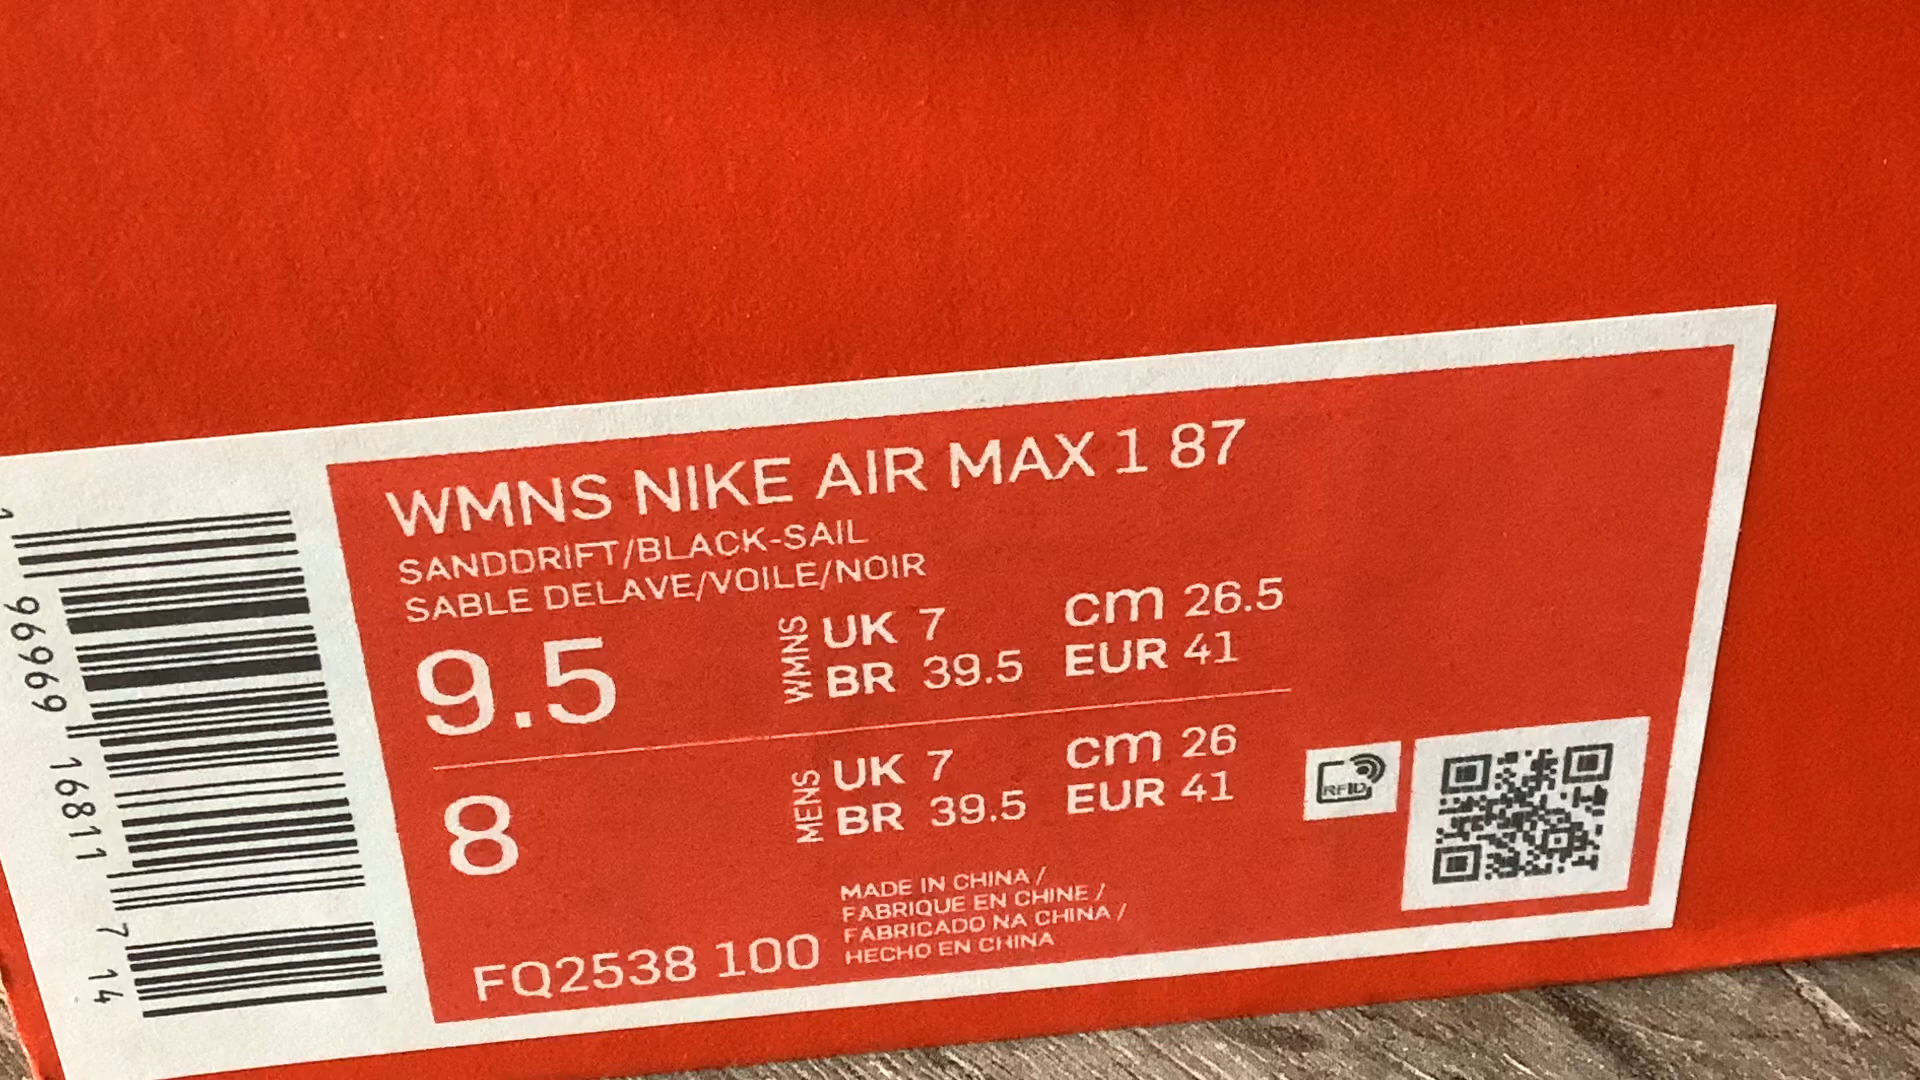 WMNS NIKE AIR MAX 1 87
SANDDRIFT/BLACK-SAIL
SABLE DELAVE/VOILE/NOIR
9.5
WMNS
UK 7 cm 26.5
BR 39.5 EUR 41
8
MENS
UK 7 cm 26
BR 39.5 EUR 41
MADE IN CHINA /
FABRIQUE EN CHINE /
FABRICADO NA CHINA /
HECHO EN CHINA
FQ2538 100
RFID
1 96969 16811 7 14